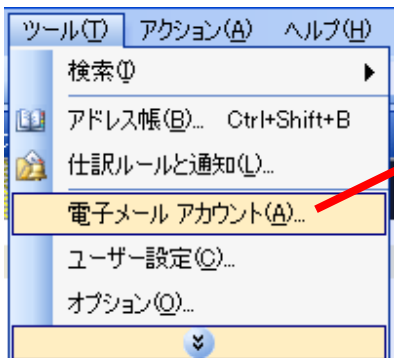 ツール(T) アクション(A) ヘルプ(H)
検索(I)
アドレス帳(B)... Ctrl+Shift+B
仕訳ルールと通知(L)...
電子メール アカウント(A)...
ユーザー設定(C)...
オプション(O)...